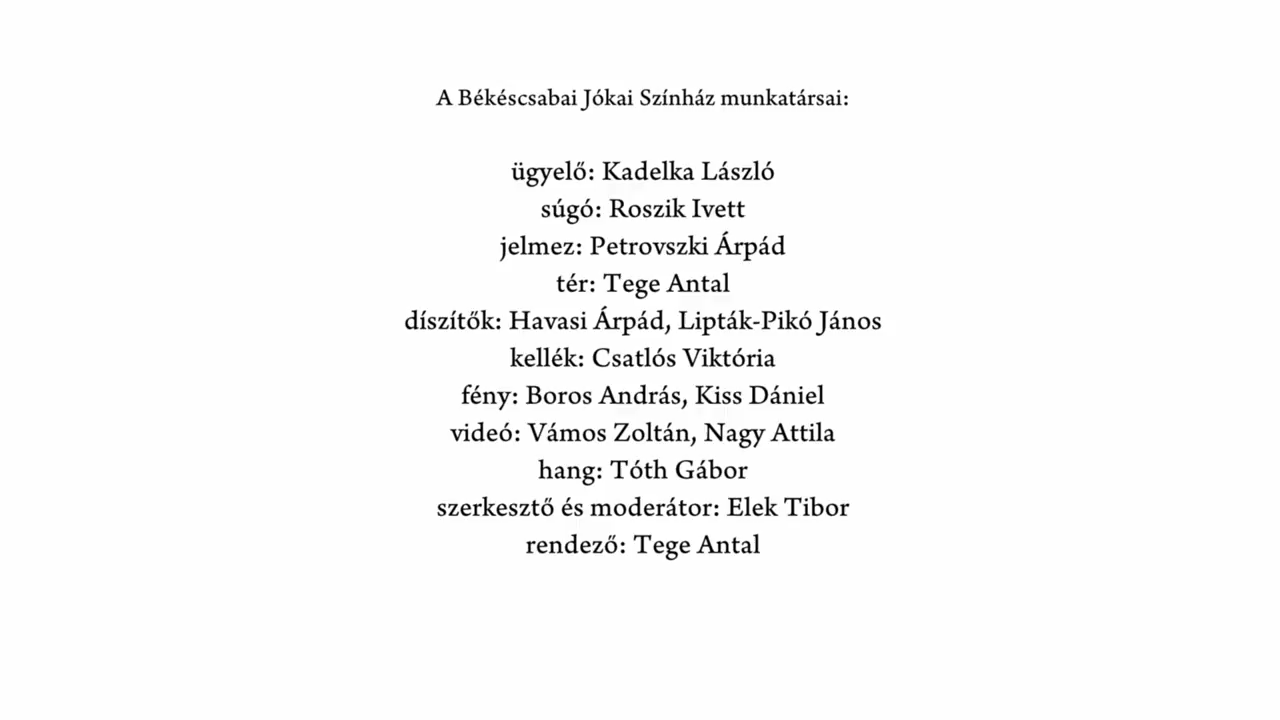 A Békéscsabai Jókai Színház munkatársai:
ügyelő: Kadelka László
súgó: Roszik Ivett
jelmez: Petrovszki Árpád
tér: Tege Antal
díszítők: Havasi Árpád, Lipták-Pikó János
kellék: Csatlós Viktória
fény: Boros András, Kiss Dániel
videó: Vámos Zoltán, Nagy Attila
hang: Tóth Gábor
szerkesztő és moderátor: Elek Tibor
rendező: Tege Antal